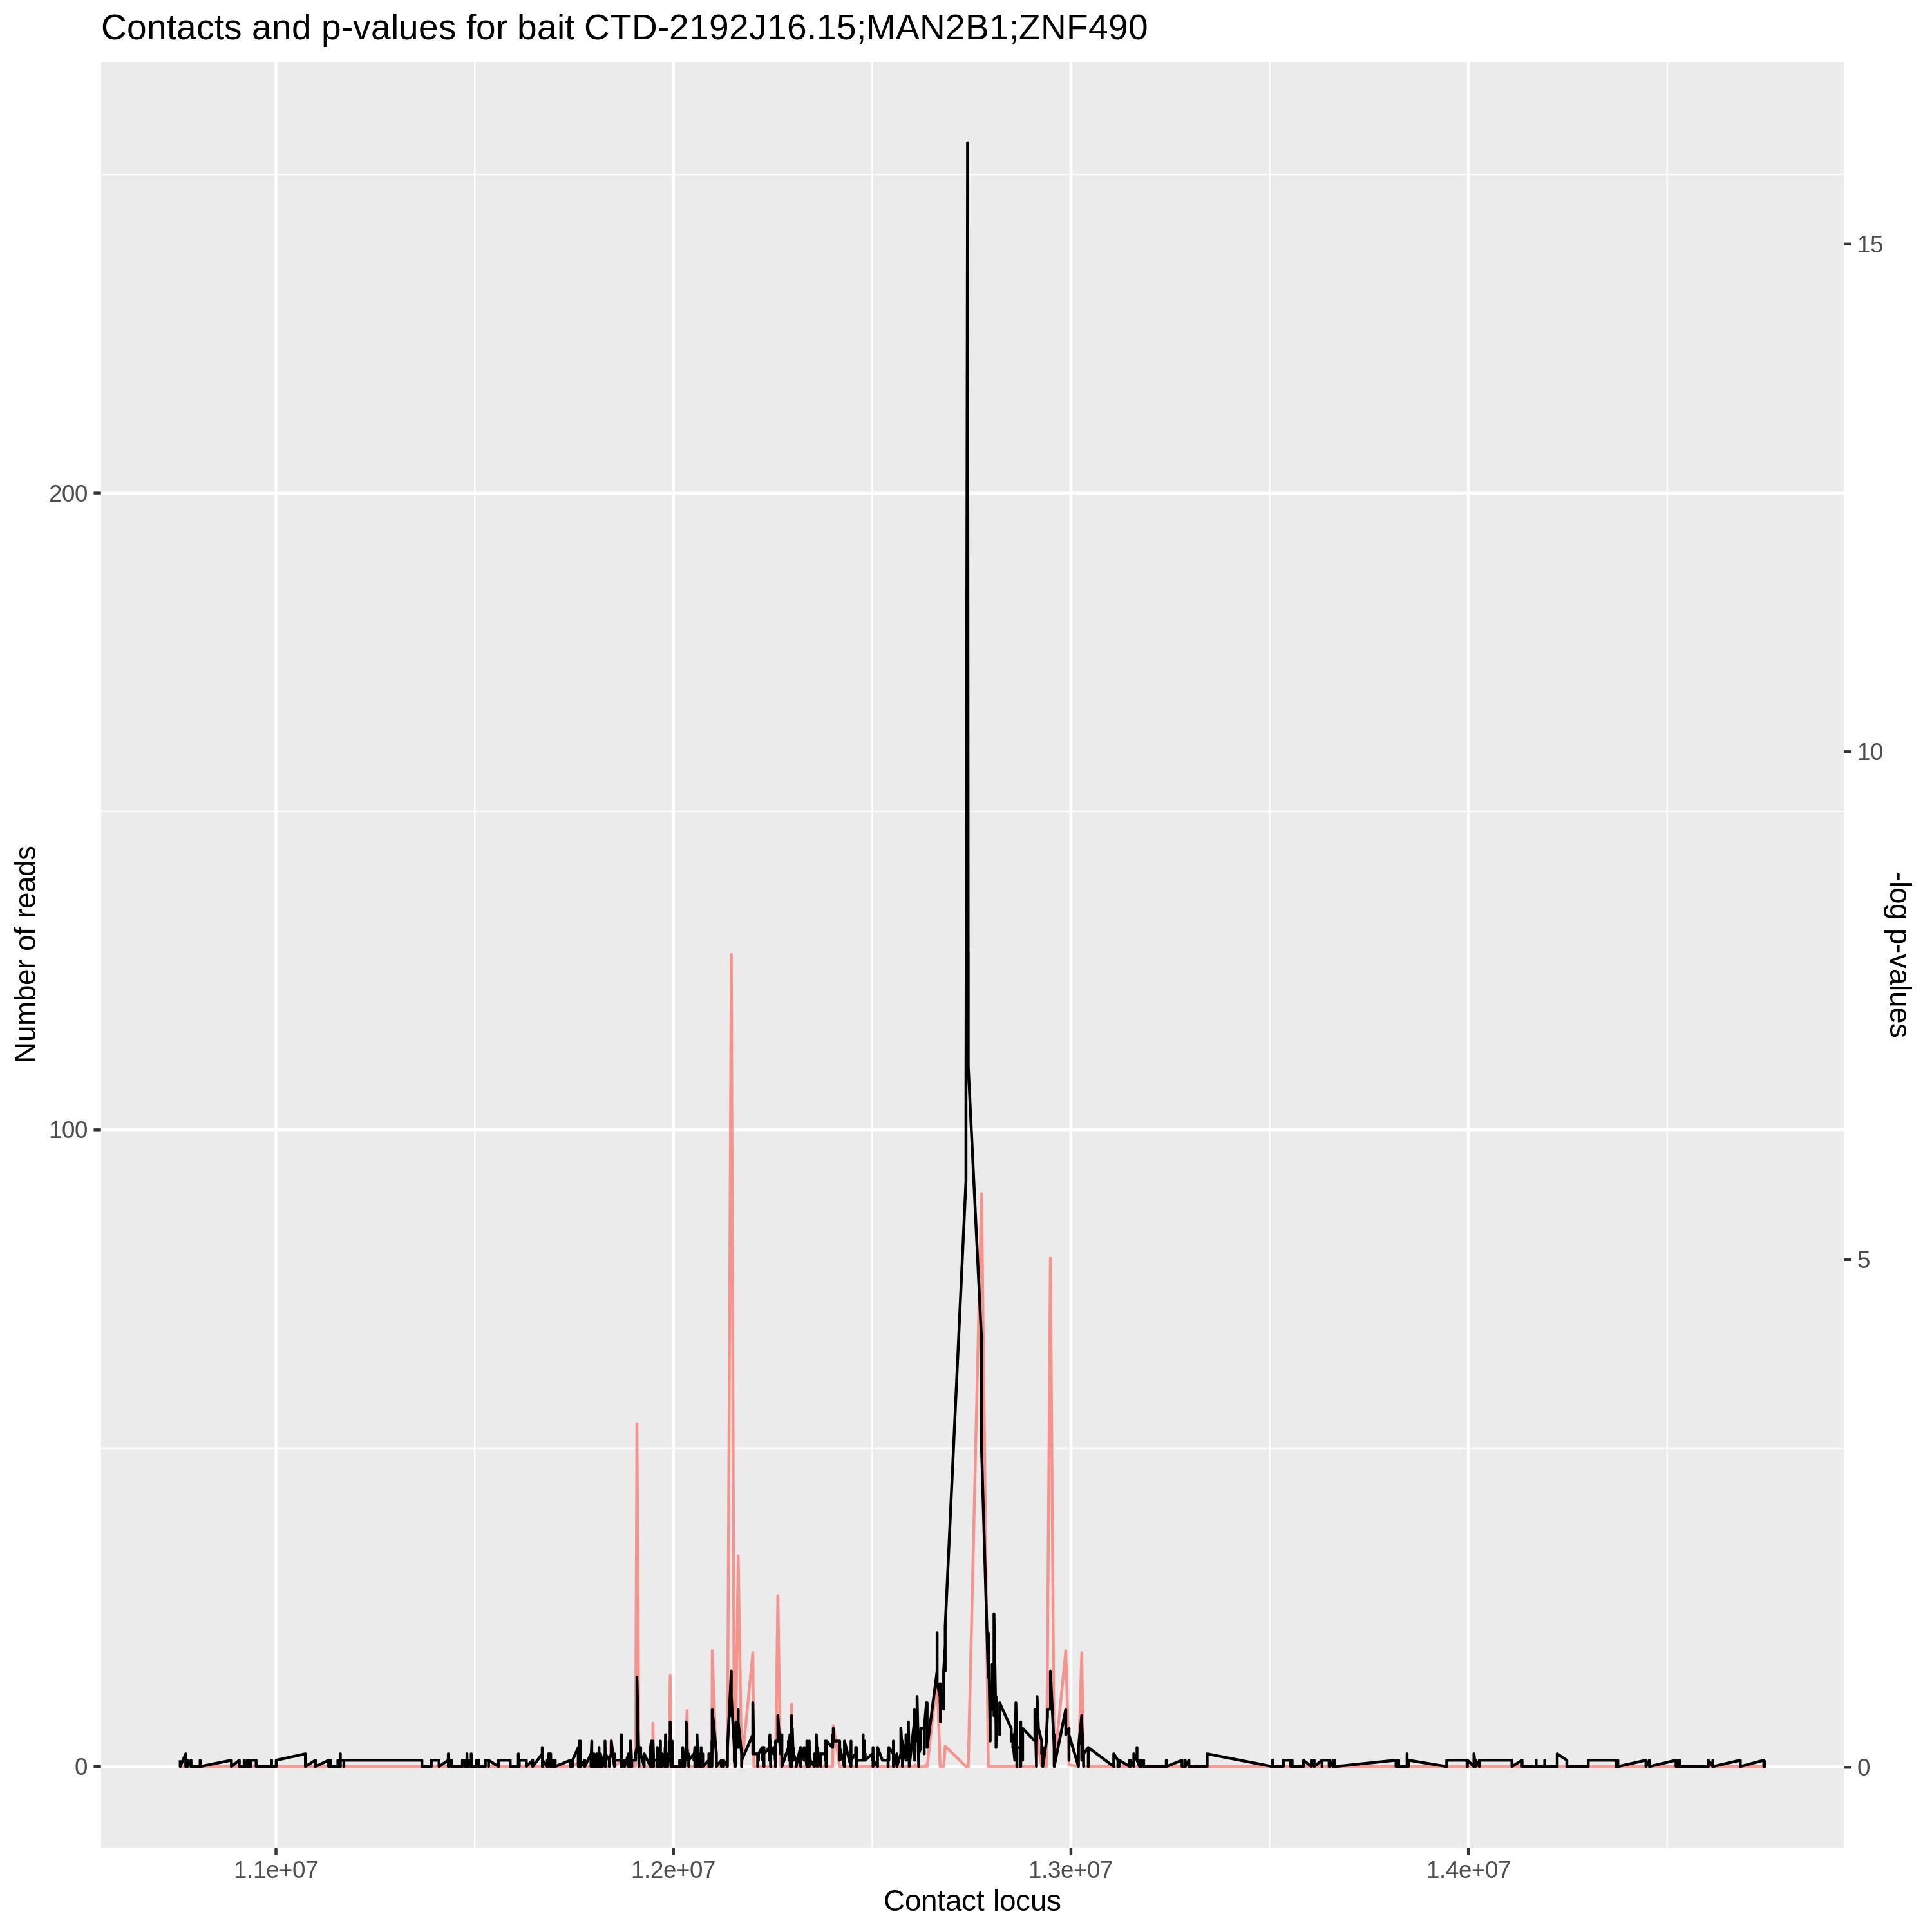 Contacts and p-values for bait CTD-2192J16.15;MAN2B1;ZNF490
Number of reads
200
100
0
15
10
5
0
-log p-values
1.1e+07
1.2e+07
1.3e+07
1.4e+07
Contact locus